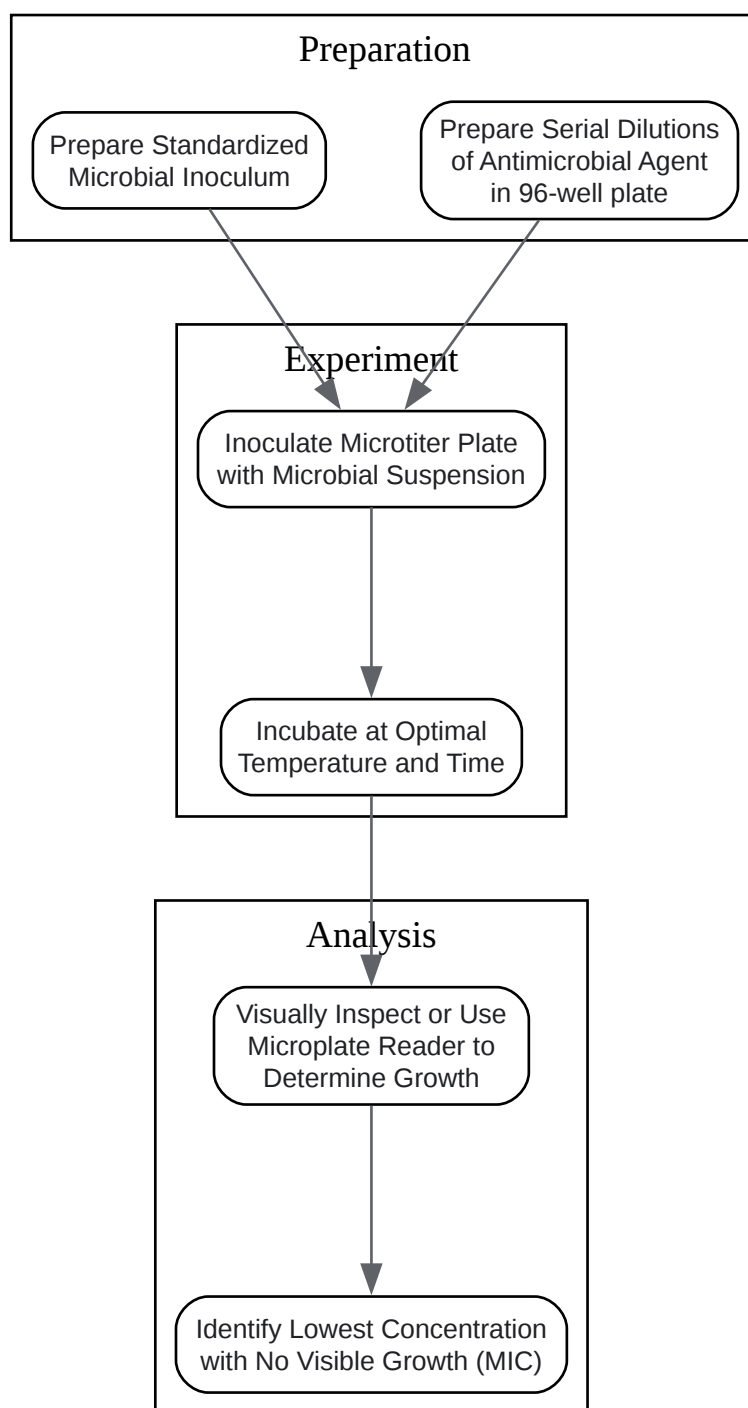 Preparation
Prepare Standardized
Microbial Inoculum
Prepare Serial Dilutions
of Antimicrobial Agent
in 96-well plate
Experiment
Inoculate Microtiter Plate
with Microbial Suspension
Incubate at Optimal
Temperature and Time
Analysis
Visually Inspect or Use
Microplate Reader to
Determine Growth
Identify Lowest Concentration
with No Visible Growth (MIC)